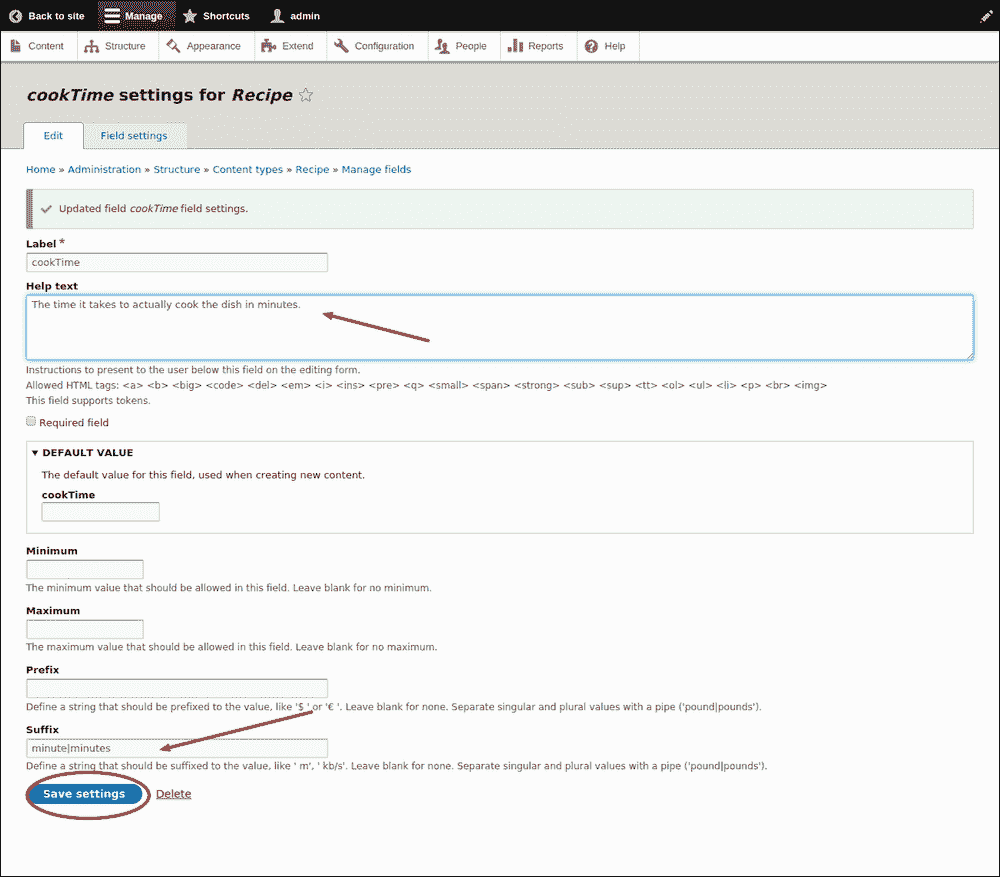 Back to site Manage Shortcuts admin
Content Structure Appearance Extend Configuration People Reports Help
cookTime settings for Recipe
Edit Field settings
Home » Administration » Structure » Content types » Recipe » Manage fields
Updated field cookTime field settings.
Label *
cookTime
Help text
The time it takes to actually cook the dish in minutes.
Instructions to present to the user below this field on the editing form.
Allowed HTML tags: <a> <b> <big> <code> <del> <em> <i> <ins> <pre> <q> <small> <span> <strong> <sub> <sup> <tt> <ol> <ul> <li> <p> <br> <img>
This field supports tokens.
Required field
DEFAULT VALUE
The default value for this field, used when creating new content.
cookTime
Minimum
The minimum value that should be allowed in this field. Leave blank for no minimum.
Maximum
The maximum value that should be allowed in this field. Leave blank for no maximum.
Prefix
Define a string that should be prefixed to the value, like '$ ' or '€ '. Leave blank for none. Separate singular and plural values with a pipe ('pound|pounds').
Suffix
minute|minutes
Define a string that should be suffixed to the value, like ' m', ' kb/s'. Leave blank for none. Separate singular and plural values with a pipe ('pound|pounds').
Save settings Delete